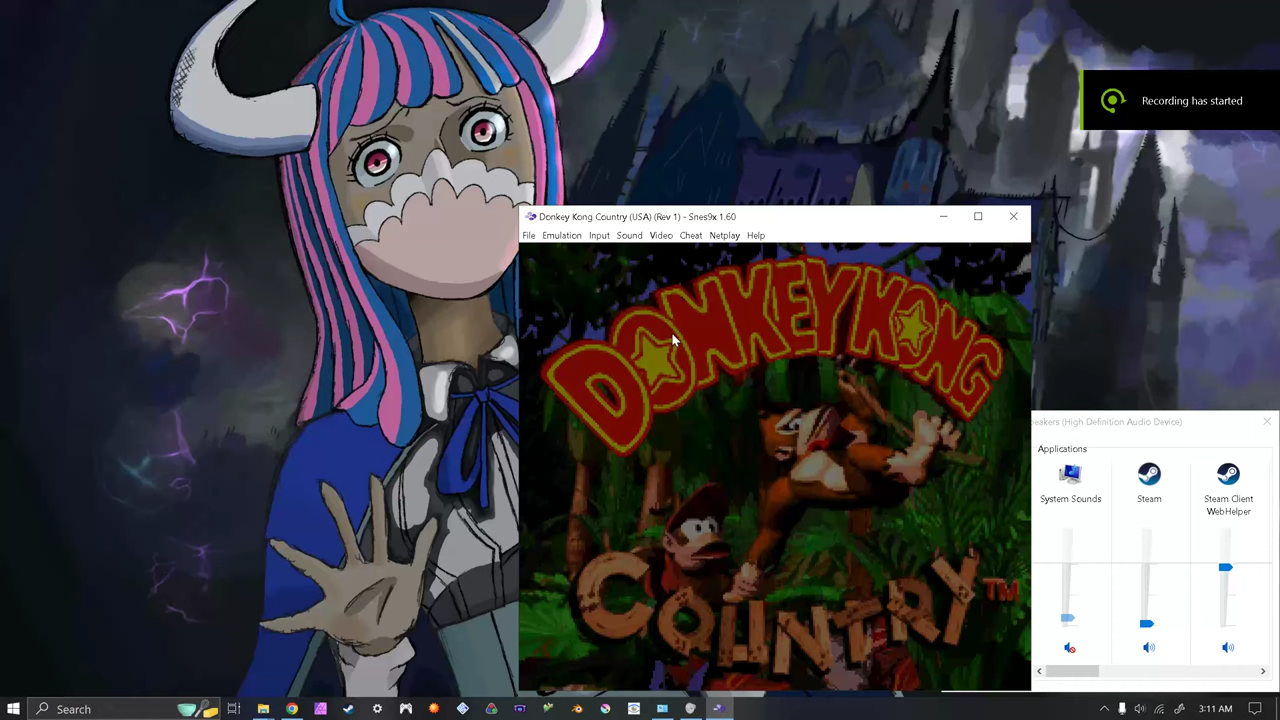 Recording has started
Donkey Kong Country (USA) (Rev 1) - Snes9x 1.60
File Emulation Input Sound Video Cheat Netplay Help
DONKEY KONG
COUNTRY™
eakers (High Definition Audio Device)
Applications
System Sounds
Steam
Steam Client
WebHelper
Search
3:11 AM